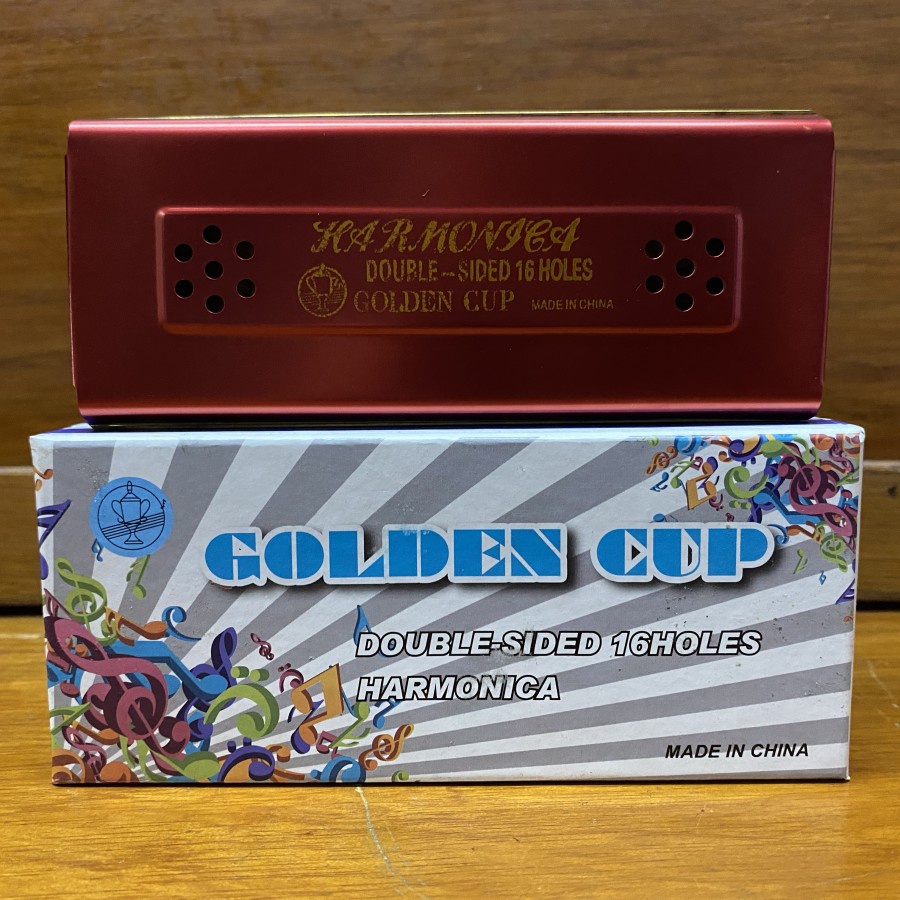 HARMONICA
DOUBLE-SIDED 16 HOLES
GOLDEN CUP MADE IN CHINA
GOLDEN CUP
DOUBLE-SIDED 16HOLES
HARMONICA
MADE IN CHINA